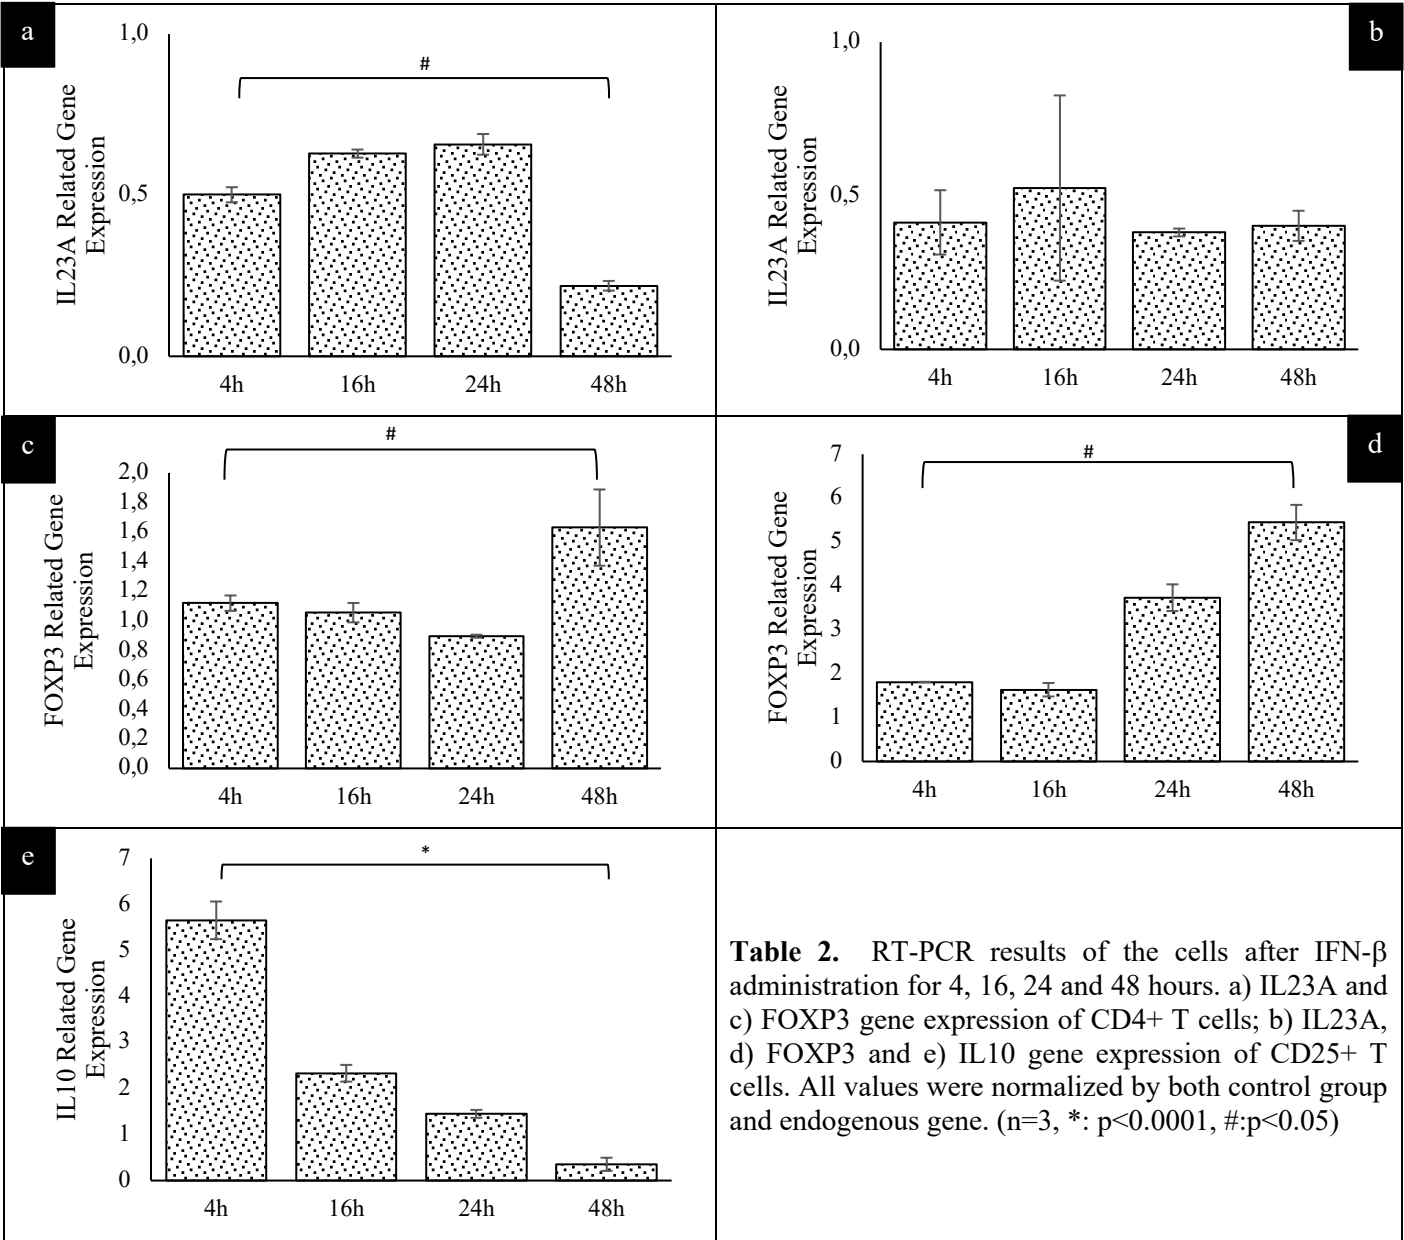 a
#
1,0
0,5
0,0
IL23A Related Gene
Expression
4h 16h 24h 48h
b
1,0
0,5
0,0
IL23A Related Gene
Expression
4h 16h 24h 48h
c
#
2,0
1,8
1,6
1,4
1,2
1,0
0,8
0,6
0,4
0,2
0,0
FOXP3 Related Gene
Expression
4h 16h 24h 48h
d
#
7
6
5
4
3
2
1
0
FOXP3 Related Gene
Expression
4h 16h 24h 48h
e
*
7
6
5
4
3
2
1
0
IL10 Related Gene
Expression
4h 16h 24h 48h
Table 2. RT-PCR results of the cells after IFN-β
administration for 4, 16, 24 and 48 hours. a) IL23A and
c) FOXP3 gene expression of CD4+ T cells; b) IL23A,
d) FOXP3 and e) IL10 gene expression of CD25+ T
cells. All values were normalized by both control group
and endogenous gene. (n=3, *: p<0.0001, #:p<0.05)